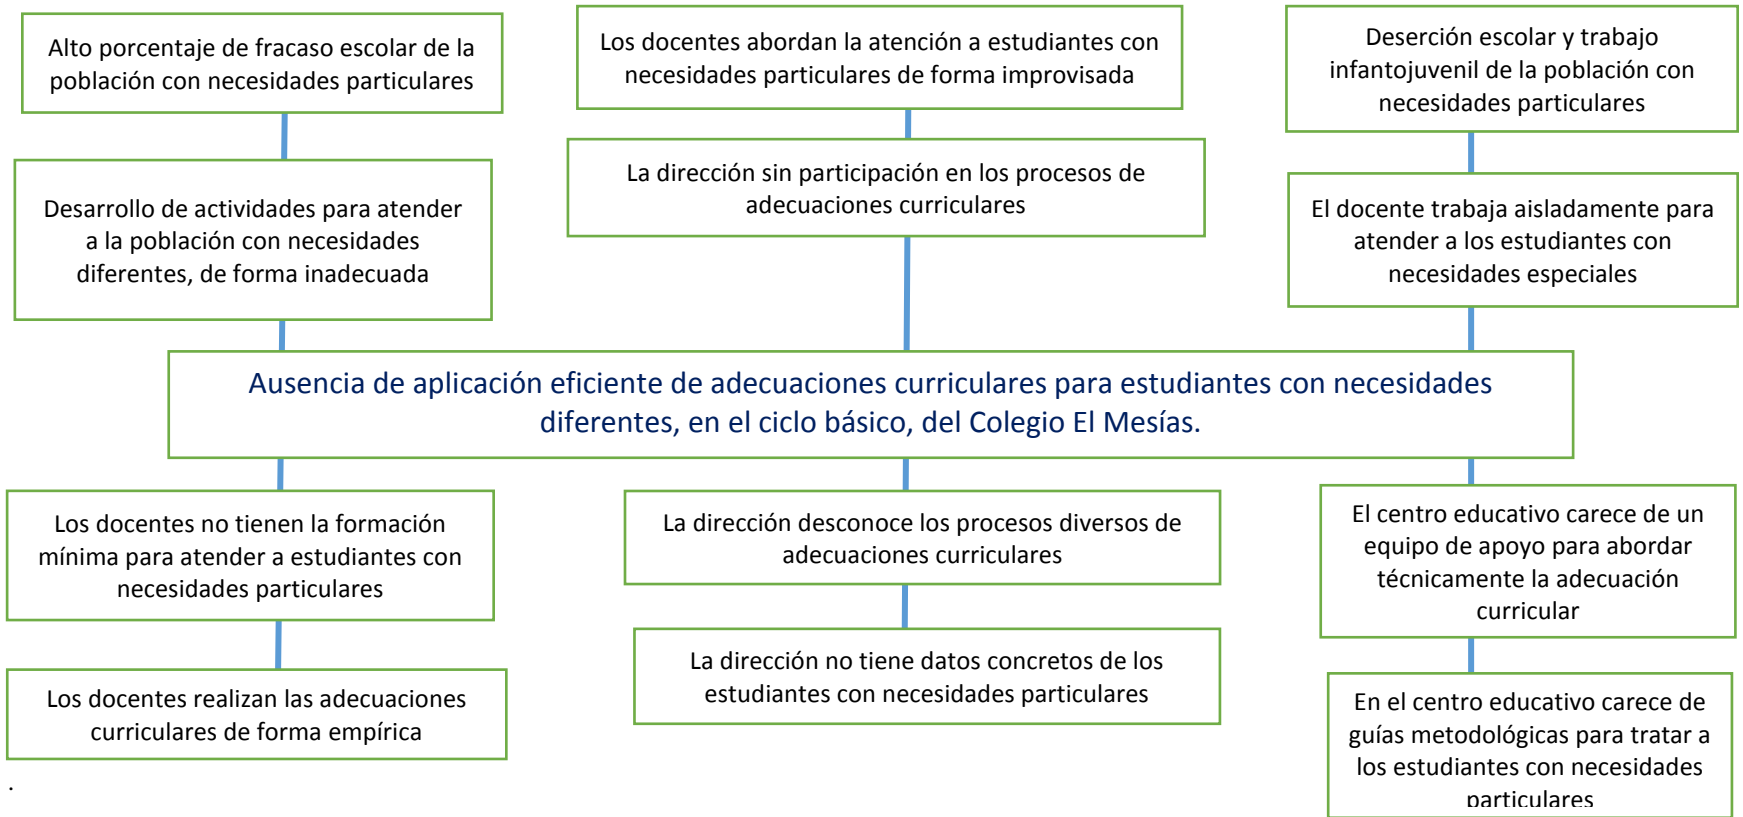 Alto porcentaje de fracaso escolar de la
población con necesidades particulares
Los docentes abordan la atención a estudiantes con
necesidades particulares de forma improvisada
Deserción escolar y trabajo
infantojuvenil de la población con
necesidades particulares
Desarrollo de actividades para atender
a la población con necesidades
diferentes, de forma inadecuada
La dirección sin participación en los procesos de
adecuaciones curriculares
El docente trabaja aisladamente para
atender a los estudiantes con
necesidades especiales
Ausencia de aplicación eficiente de adecuaciones curriculares para estudiantes con necesidades
diferentes, en el ciclo básico, del Colegio El Mesías.
Los docentes no tienen la formación
mínima para atender a estudiantes con
necesidades particulares
La dirección desconoce los procesos diversos de
adecuaciones curriculares
El centro educativo carece de un
equipo de apoyo para abordar
técnicamente la adecuación
curricular
Los docentes realizan las adecuaciones
curriculares de forma empírica
La dirección no tiene datos concretos de los
estudiantes con necesidades particulares
En el centro educativo carece de
guías metodológicas para tratar a
los estudiantes con necesidades
particulares
.